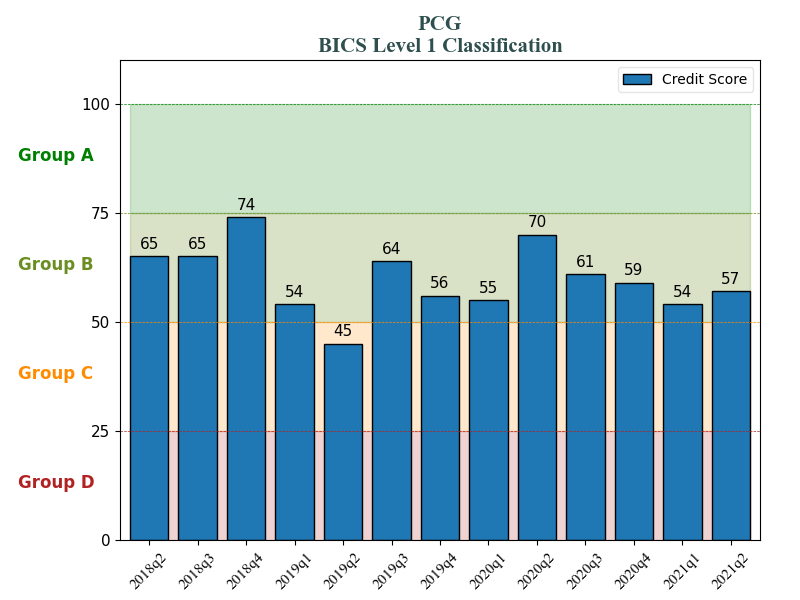 PCG
BICS Level 1 Classification
Credit Score
100
Group A
75
Group B
50
Group C
25
Group D
0
65
65
74
54
45
64
56
55
70
61
59
54
57
2018q2
2018q3
2018q4
2019q1
2019q2
2019q3
2019q4
2020q1
2020q2
2020q3
2020q4
2021q1
2021q2